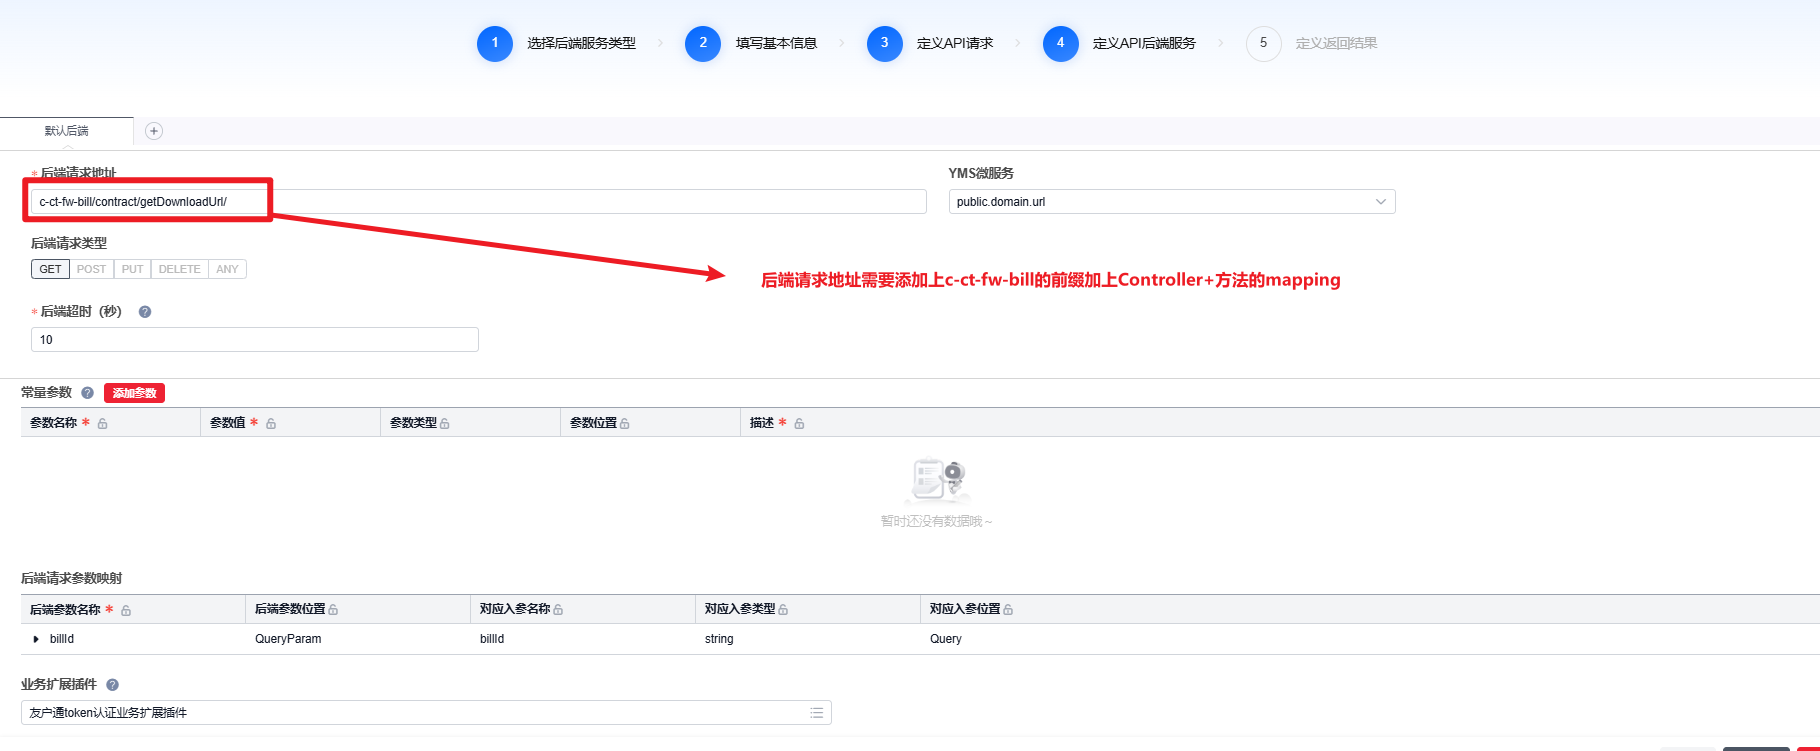 1 选择后端服务类型 2 填写基本信息 3 定义API请求 4 定义API后端服务 5 定义返回结果
默认后端
* 后端请求地址 YMS微服务
c-ct-fw-bill/contract/getDownloadUrl/ public.domain.url
后端请求类型
GET POST PUT DELETE ANY
后端请求地址需要添加上c-ct-fw-bill的前缀加上Controller+方法的mapping
* 后端超时（秒） ?
10
常量参数 ? 添加参数
参数名称 * 参数值 * 参数类型 参数位置 描述 *
暂时还没有数据哦~
后端请求参数映射
后端参数名称 * 后端参数位置 对应入参名称 对应入参类型 对应入参位置
billId QueryParam billId string Query
业务扩展插件 ?
友户通token认证业务扩展插件